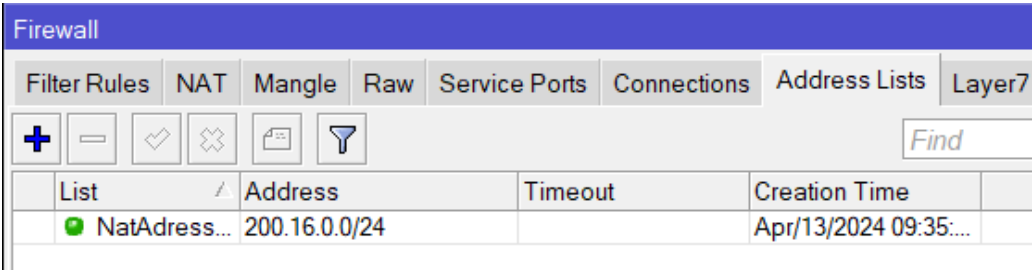 Firewall
Filter Rules NAT Mangle Raw Service Ports Connections Address Lists Layer7
Find
List Address Timeout Creation Time
NatAdress... 200.16.0.0/24 Apr/13/2024 09:35:...